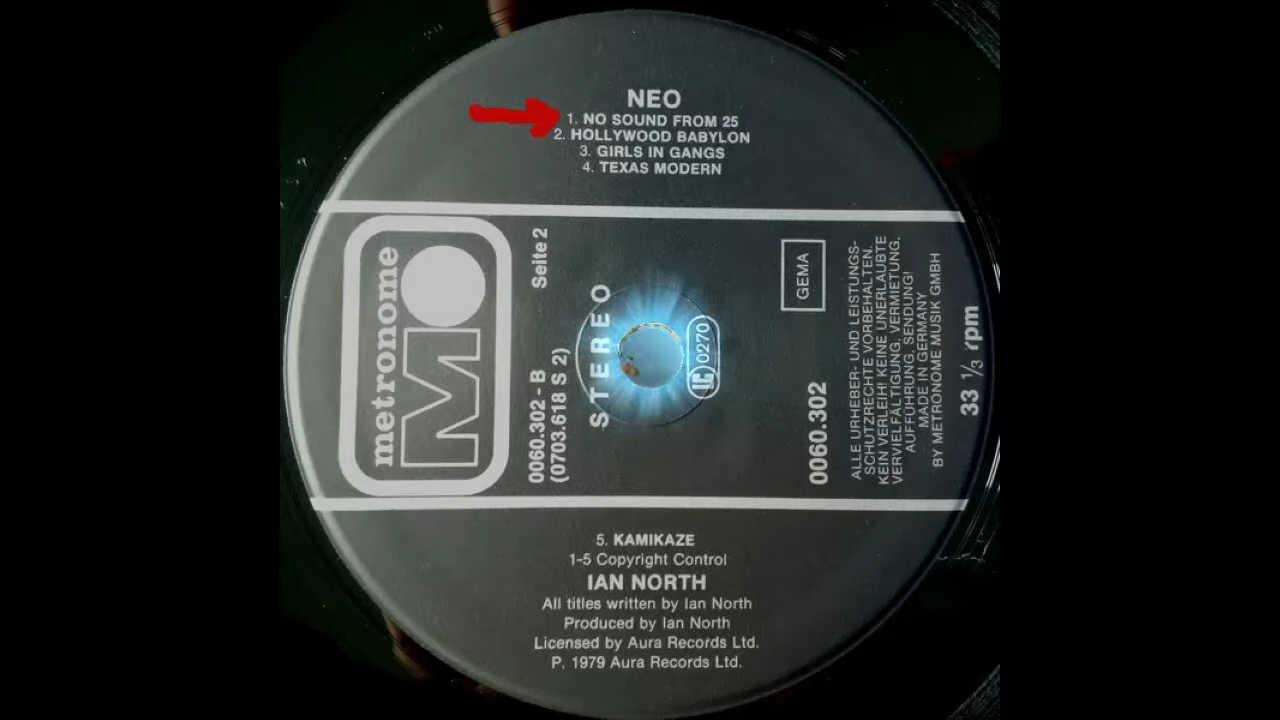 NEO
1. NO SOUND FROM 25
2. HOLLYWOOD BABYLON
3. GIRLS IN GANGS
4. TEXAS MODERN
metronome
MO
Seite 2
0060.302 - B
(0703.618 S 2)
STEREO
LC 0270
GEMA
0060.302
ALLE URHEBER- UND LEISTUNGS-
SCHUTZRECHTE VORBEHALTEN.
KEIN VERLEIH! KEINE UNERLAUBTE
VERVIELFÄLTIGUNG, VERMIETUNG,
AUFFÜHRUNG, SENDUNG!
MADE IN GERMANY
BY METRONOME MUSIK GMBH
33 1/3 rpm
5. KAMIKAZE
1-5 Copyright Control
IAN NORTH
All titles written by Ian North
Produced by Ian North
Licensed by Aura Records Ltd.
P. 1979 Aura Records Ltd.